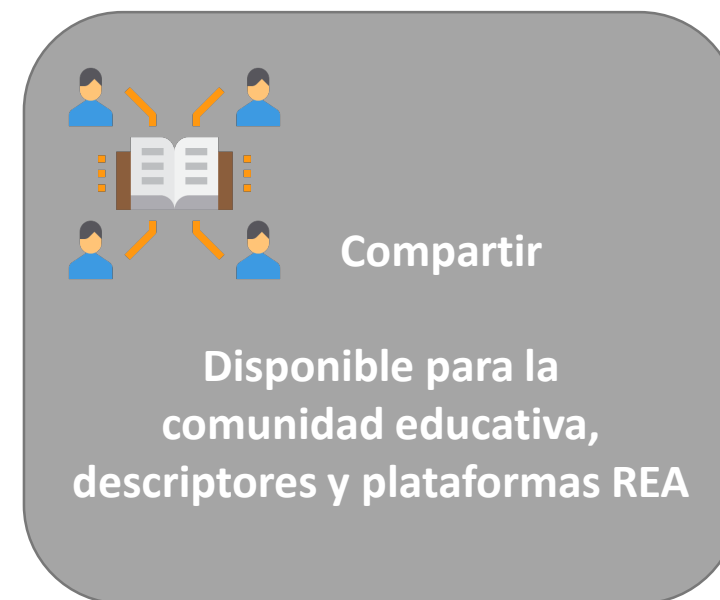 Compartir
Disponible para la
comunidad educativa,
descriptores y plataformas REA